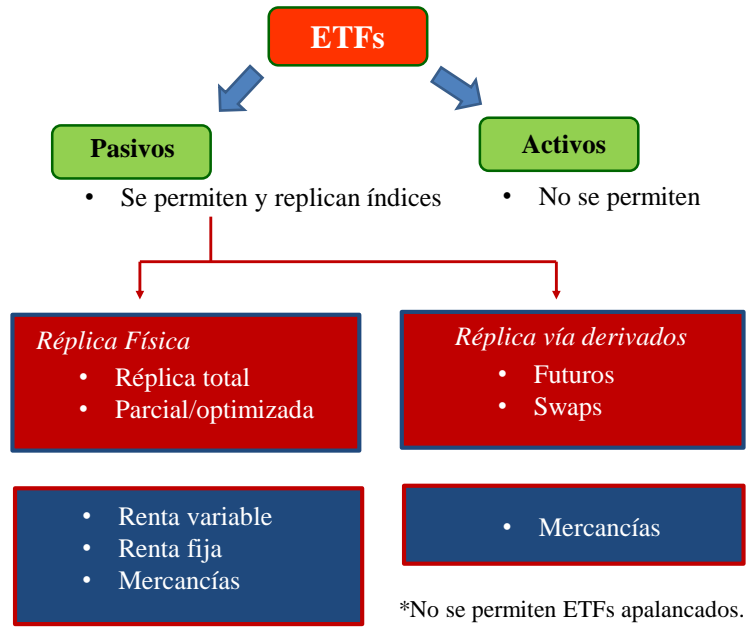 ETFs
Pasivos
Activos
• Se permiten y replican índices
• No se permiten
Réplica Física
• Réplica total
• Parcial/optimizada
Réplica vía derivados
• Futuros
• Swaps
• Renta variable
• Renta fija
• Mercancías
• Mercancías
*No se permiten ETFs apalancados.